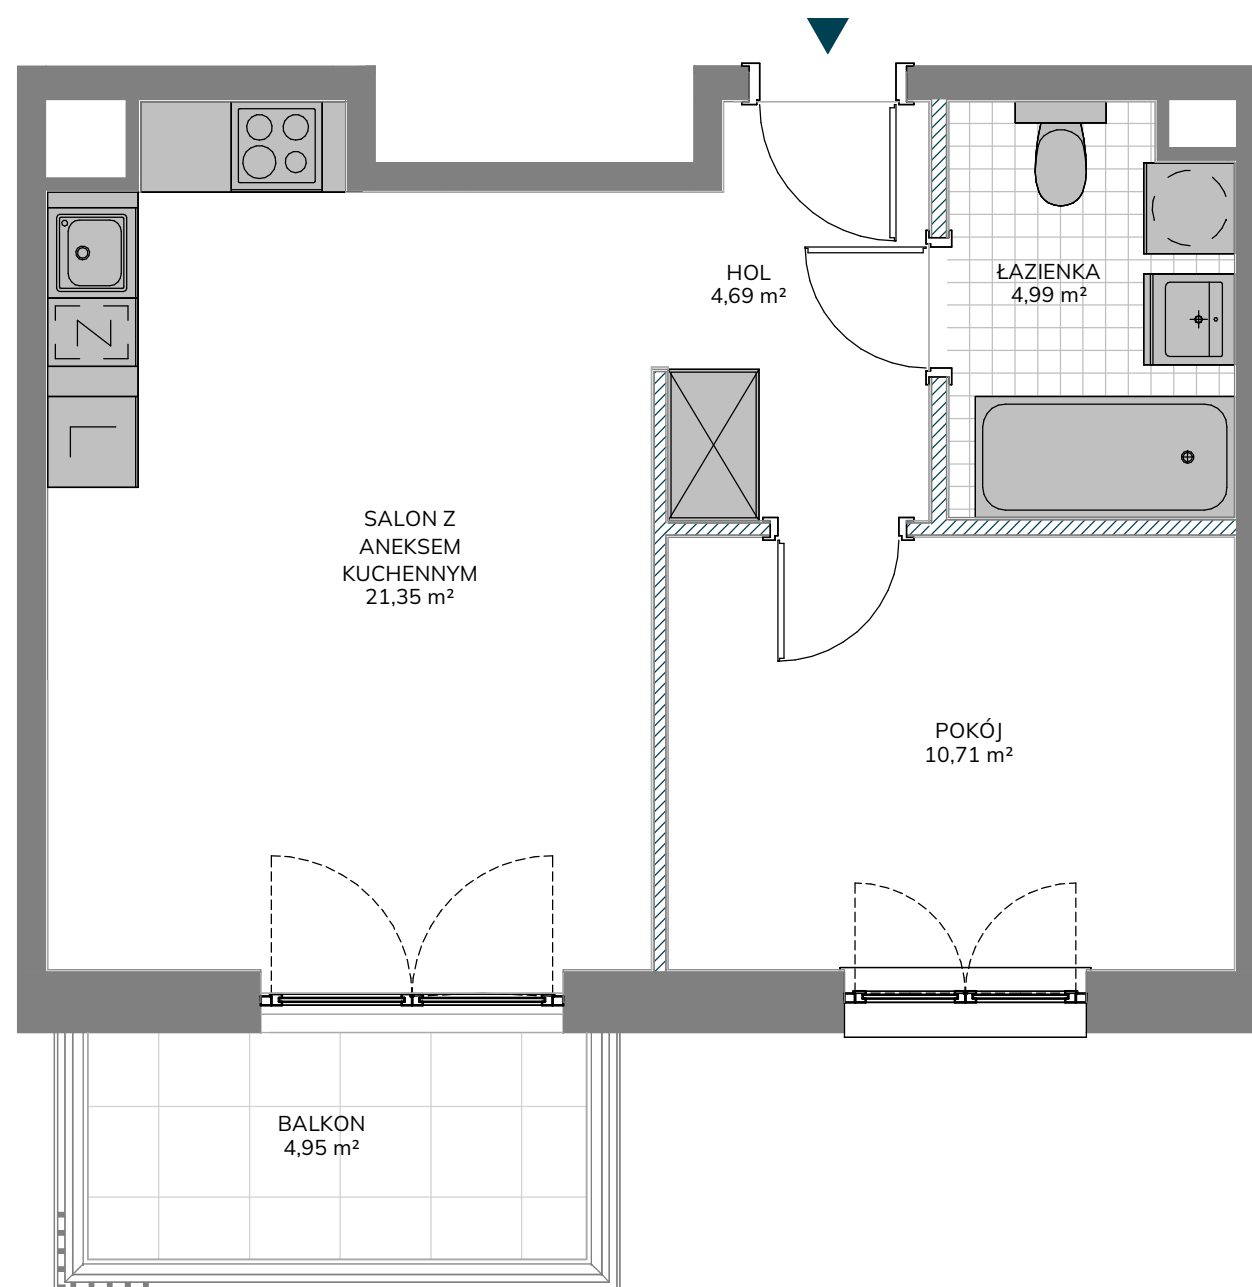 HOL
4,69 m²
ŁAZIENKA
4,99 m²
Z
L
SALON Z
ANEKSEM
KUCHENNYM
21,35 m²
POKÓJ
10,71 m²
BALKON
4,95 m²